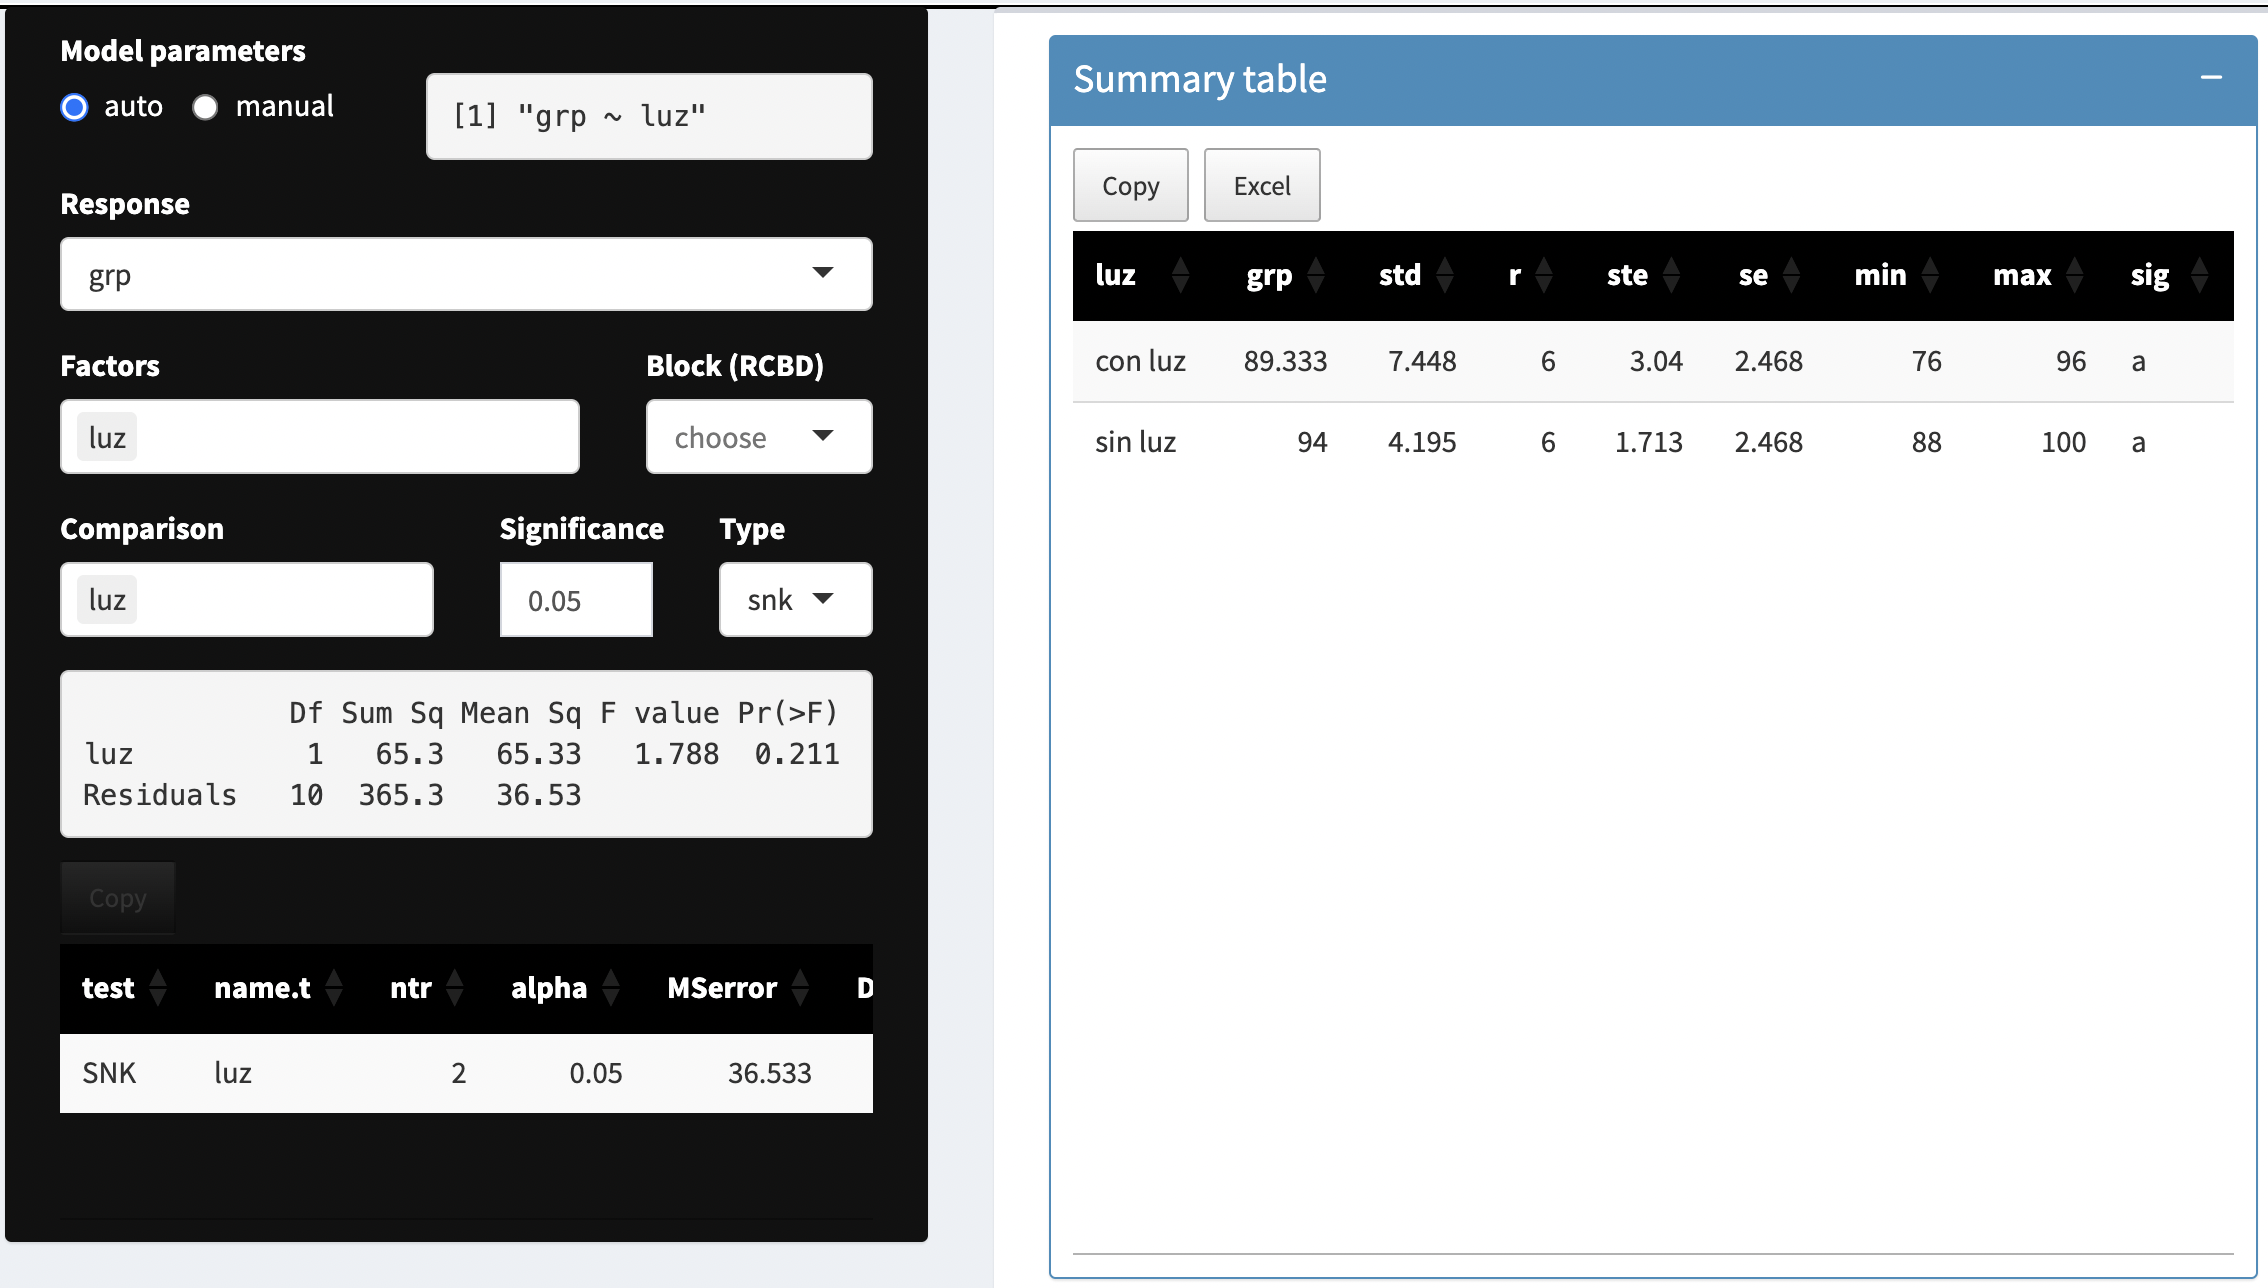 Model parameters
auto manual
[1] "grp ~ luz"
Response
grp
Factors Block (RCBD)
luz choose
Comparison Significance Type
luz 0.05 snk
Df Sum Sq Mean Sq F value Pr(>F)
luz 1 65.3 65.33 1.788 0.211
Residuals 10 365.3 36.53
Copy
test name.t ntr alpha MSerror D
SNK luz 2 0.05 36.533
Summary table
Copy Excel
luz grp std r ste se min max sig
con luz 89.333 7.448 6 3.04 2.468 76 96 a
sin luz 94 4.195 6 1.713 2.468 88 100 a